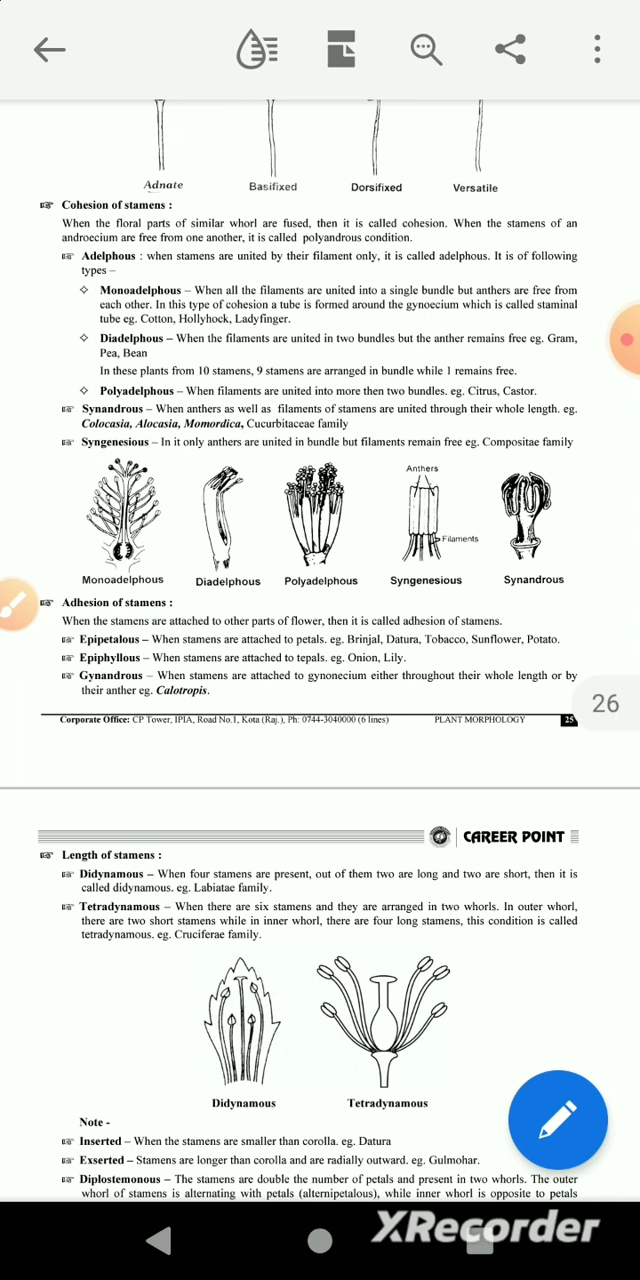 Adnate Basifixed Dorsifixed Versatile
Cohesion of stamens :
When the floral parts of similar whorl are fused, then it is called cohesion. When the stamens of an
androecium are free from one another, it is called polyandrous condition.
Adelphous : when stamens are united by their filament only, it is called adelphous. It is of following
types –
Monoadelphous – When all the filaments are united into a single bundle but anthers are free from
each other. In this type of cohesion a tube is formed around the gynoecium which is called staminal
tube eg. Cotton, Hollyhock, Ladyfinger.
Diadelphous – When the filaments are united in two bundles but the anther remains free eg. Gram,
Pea, Bean
In these plants from 10 stamens, 9 stamens are arranged in bundle while 1 remains free.
Polyadelphous – When filaments are united into more then two bundles. eg. Citrus, Castor.
Synandrous – When anthers as well as filaments of stamens are united through their whole length. eg.
Colocasia, Alocasia, Momordica, Cucurbitaceae family
Syngenesious – In it only anthers are united in bundle but filaments remain free eg. Compositae family
Anthers
Filaments
Monoadelphous Diadelphous Polyadelphous Syngenesious Synandrous
Adhesion of stamens :
When the stamens are attached to other parts of flower, then it is called adhesion of stamens.
Epipetalous – When stamens are attached to petals. eg. Brinjal, Datura, Tobacco, Sunflower, Potato.
Epiphyllous – When stamens are attached to tepals. eg. Onion, Lily.
Gynandrous – When stamens are attached to gynonecium either throughout their whole length or by
their anther eg. Calotropis.
26
Corporate Office: CP Tower, IPIA, Road No.1, Kota (Raj.), Ph: 0744-3040000 (6 lines) PLANT MORPHOLOGY 25
CAREER POINT
Length of stamens :
Didynamous – When four stamens are present, out of them two are long and two are short, then it is
called didynamous. eg. Labiatae family.
Tetradynamous – When there are six stamens and they are arranged in two whorls. In outer whorl,
there are two short stamens while in inner whorl, there are four long stamens, this condition is called
tetradynamous. eg. Cruciferae family.
Didynamous Tetradynamous
Note -
Inserted – When the stamens are smaller than corolla. eg. Datura
Exserted – Stamens are longer than corolla and are radially outward. eg. Gulmohar.
Diplostemonous – The stamens are double the number of petals and present in two whorls. The outer
whorl of stamens is alternating with petals (alternipetalous), while inner whorl is opposite to petals
XRecorder